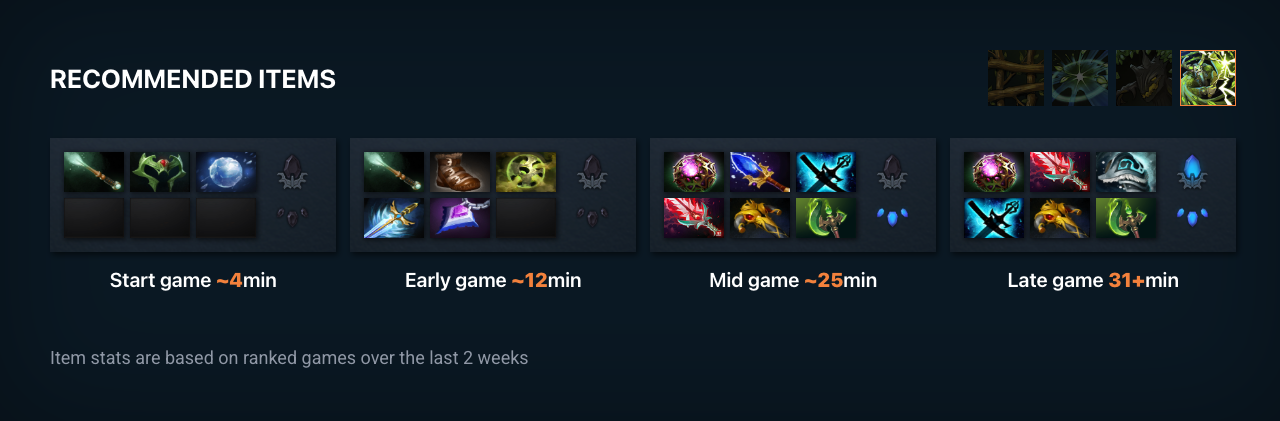 RECOMMENDED ITEMS
Start game ~4min
Early game ~12min
Mid game ~25min
Late game 31+min
Item stats are based on ranked games over the last 2 weeks